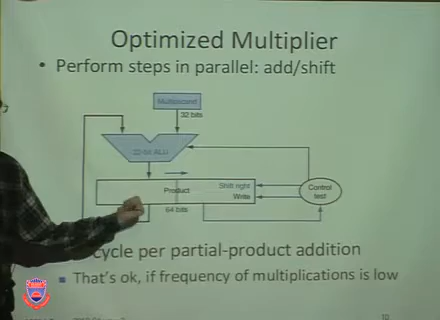 Optimized Multiplier
• Perform steps in parallel: add/shift
Multiplicand
32 bits
32-bit ALU
Product
Shift right
Write
64 bits
Control
test
cycle per partial-product addition
That's ok, if frequency of multiplications is low
10